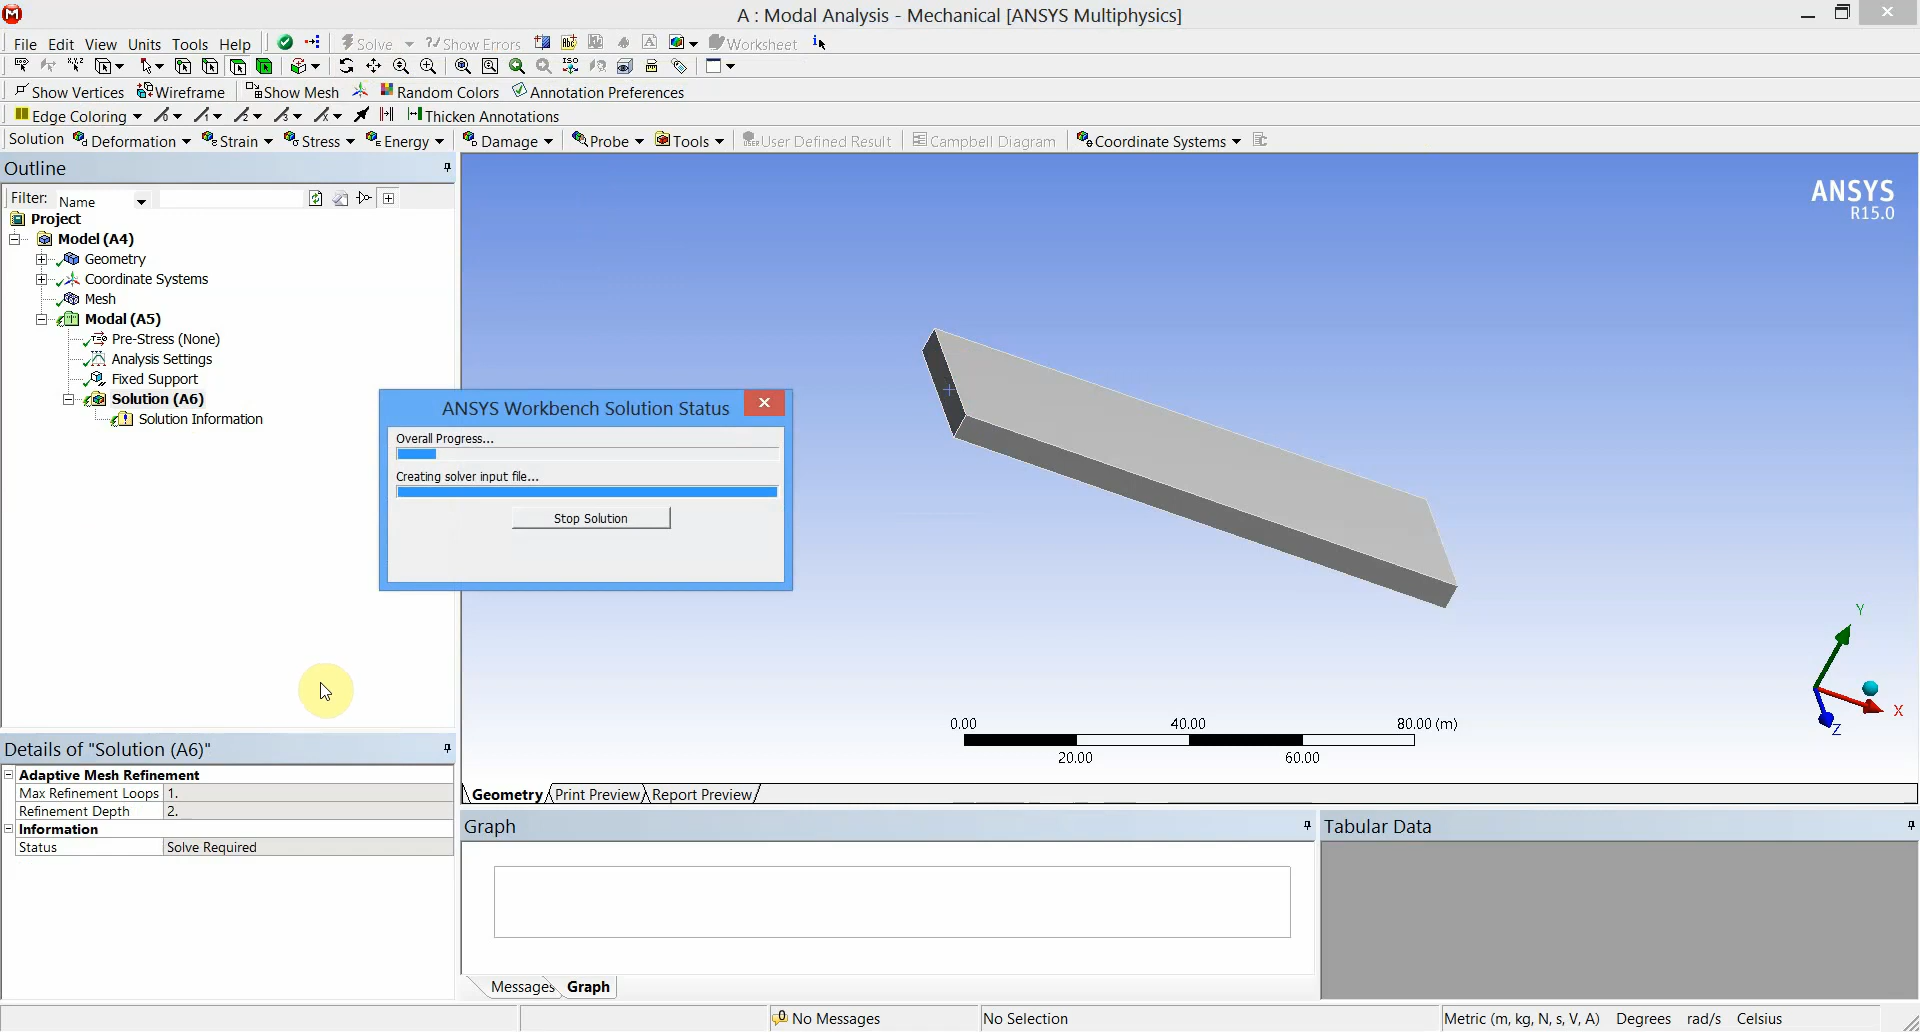 A : Modal Analysis - Mechanical [ANSYS Multiphysics]
File Edit View Units Tools Help Solve Show Errors Worksheet
Show Vertices Wireframe Show Mesh Random Colors Annotation Preferences
Edge Coloring Thicken Annotations
Solution Deformation Strain Stress Energy Damage Probe Tools User Defined Result Campbell Diagram Coordinate Systems
Outline
Filter: Name
Project
Model (A4)
Geometry
Coordinate Systems
Mesh
Modal (A5)
Pre-Stress (None)
Analysis Settings
Fixed Support
Solution (A6)
Solution Information
ANSYS Workbench Solution Status
Overall Progress...
Creating solver input file...
Stop Solution
ANSYS
R15.0
Y
X
Z
0.00 40.00 80.00 (m)
20.00 60.00
Geometry Print Preview Report Preview
Details of "Solution (A6)"
Adaptive Mesh Refinement
Max Refinement Loops 1.
Refinement Depth 2.
Information
Status Solve Required
Graph
Tabular Data
Messages Graph
No Messages No Selection Metric (m, kg, N, s, V, A) Degrees rad/s Celsius